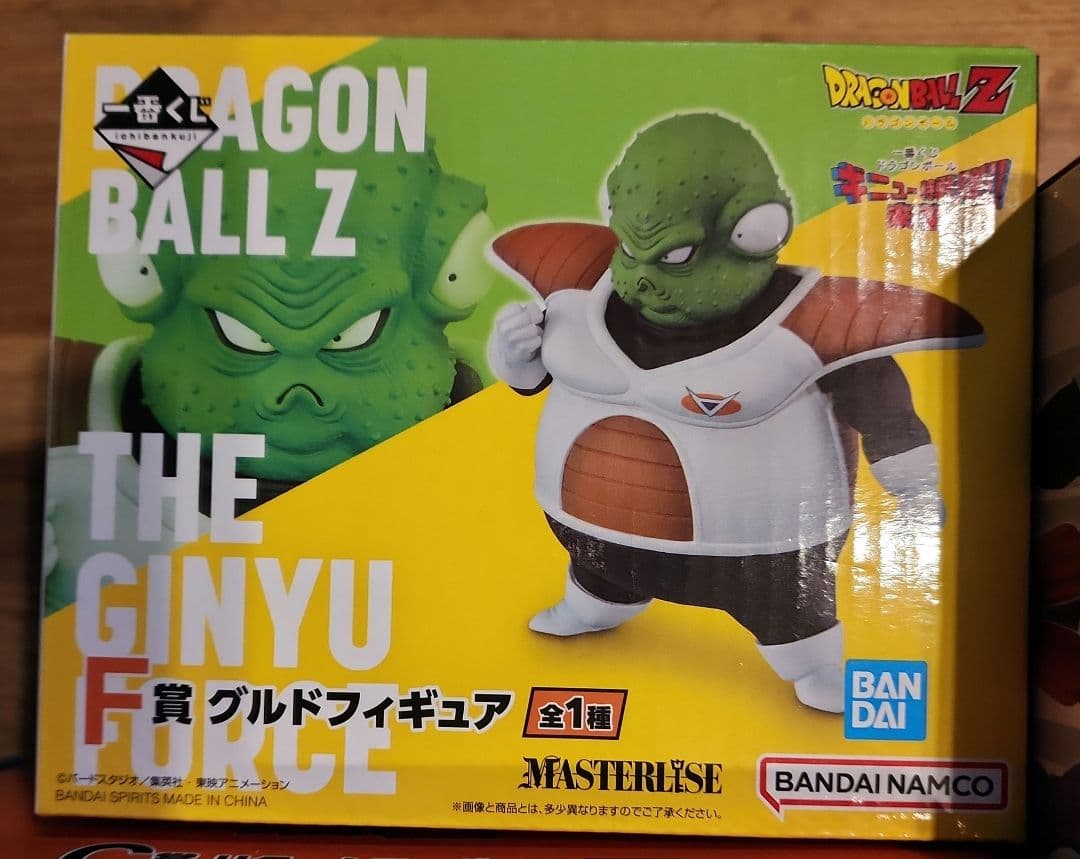 DRAGON
BALL Z
一番くじ
ichibankuji
DRAGONBALL Z
ドラゴンボール
一番くじ
ドラゴンボール
THE
GINYU
FORCE
F賞 グルドフィギュア 全1種
BAN
DAI
©バードスタジオ/集英社・東映アニメーション
BANDAI SPIRITS MADE IN CHINA
MASTERLISE
BANDAI NAMCO
※画像と商品とは、多少異なりますのでご了承ください。